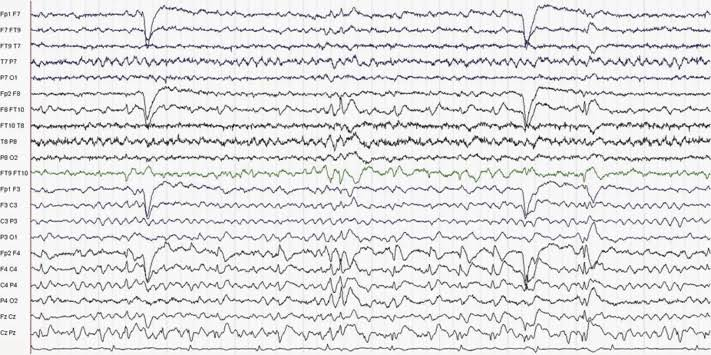 Fp1 F7
F7 FT9
FT9 T7
T7 P7
P7 O1
Fp2 F8
F8 FT10
FT10 T8
T8 P8
P8 O2
FT9 FT10
Fp1 F3
F3 C3
C3 P3
P3 O1
Fp2 F4
F4 C4
C4 P4
P4 O2
Fz Cz
Cz Pz